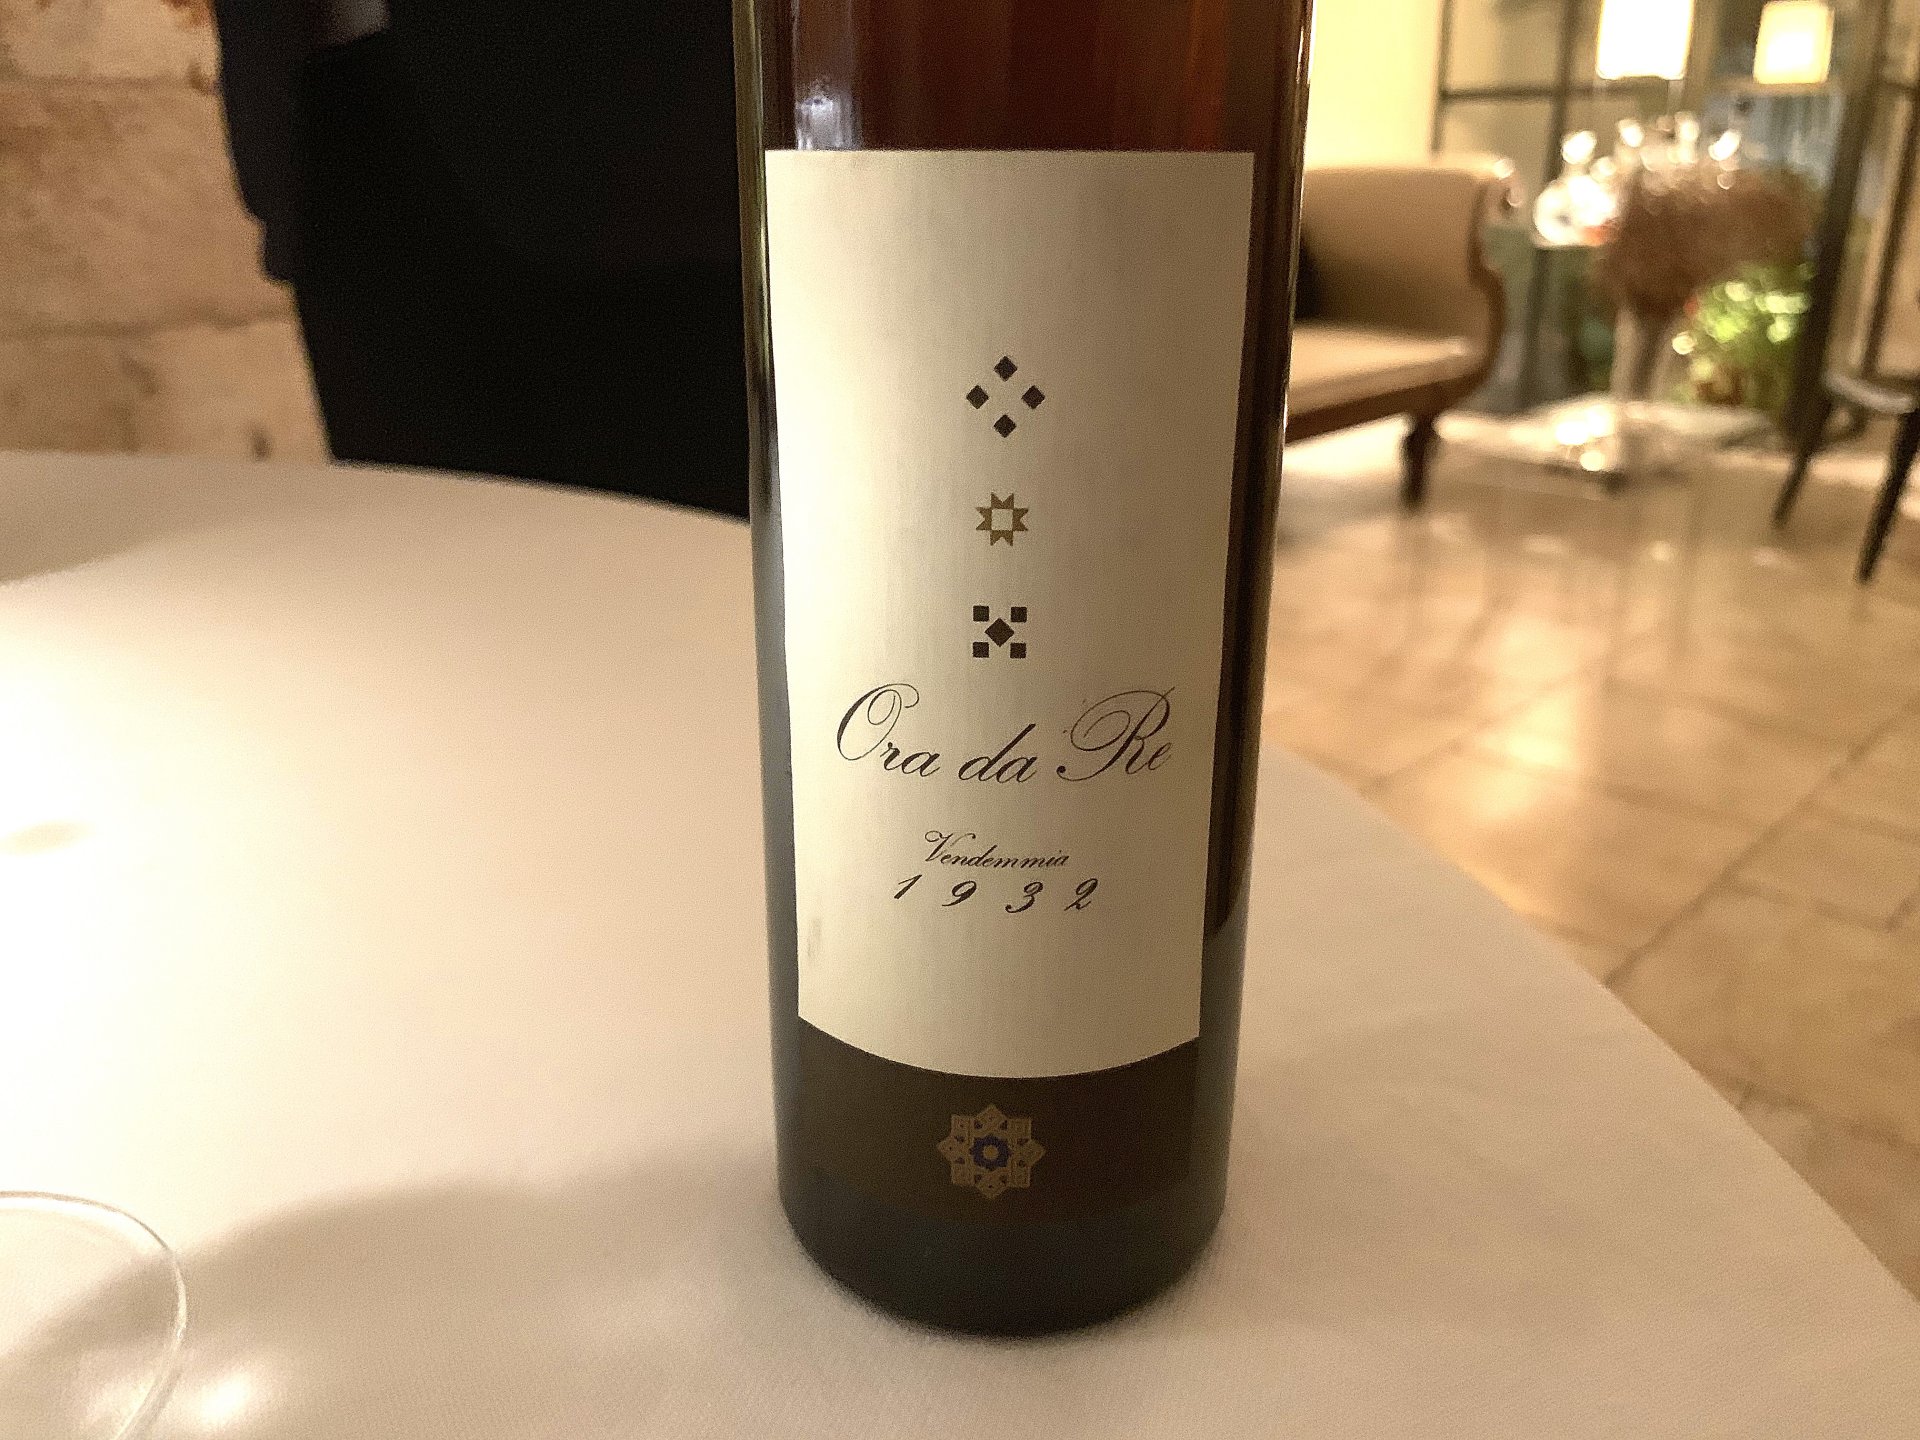 Ora da Re
Vendemmia
1932